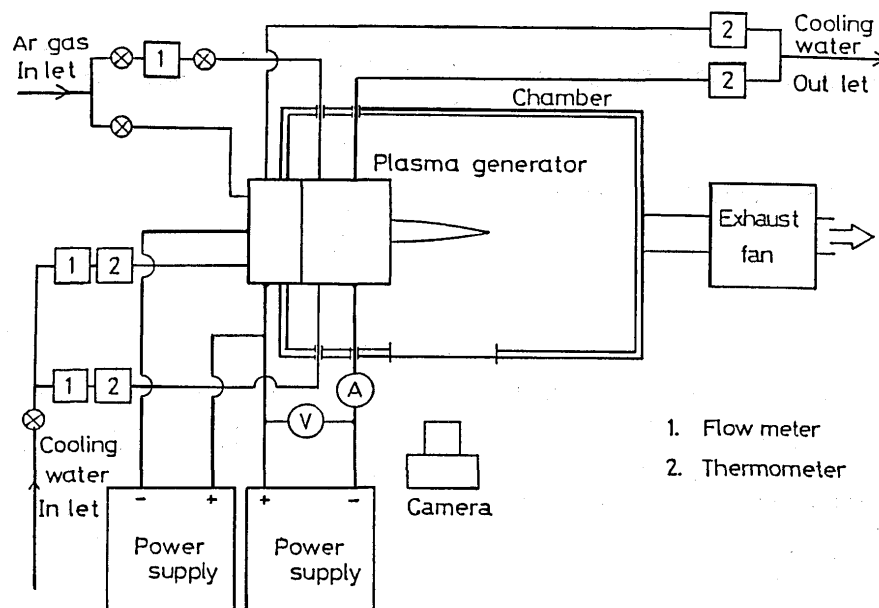 Ar gas
In let
1
2
2
Cooling
water
Out let
Chamber
Plasma generator
Exhaust
fan
1
2
1
2
A
V
Cooling
water
In let
-
+
+
-
Power
supply
Power
supply
Camera
1. Flow meter
2. Thermometer